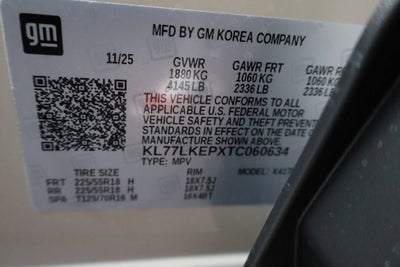 gm
MFD BY GM KOREA COMPANY
11/25 GVWR GAWR FRT GAWR R
1880 KG 1060 KG 1060 KG
4145 LB 2336 LB 2336 LB
THIS VEHICLE CONFORMS TO ALL
APPLICABLE U.S. FEDERAL MOTOR
VEHICLE SAFETY AND
STANDARDS IN EFFECT ON THE DATE
MANUFACTURE SHOWN ABOVE.
KL77LKEPXTC060634
TYPE: MPV MODEL:
TIRE SIZE RIM
FRT 225/55R18 H 18X7.5J
RR 225/55R18 H 18X7.5J
SPA T125/70R16 M 16X4BT